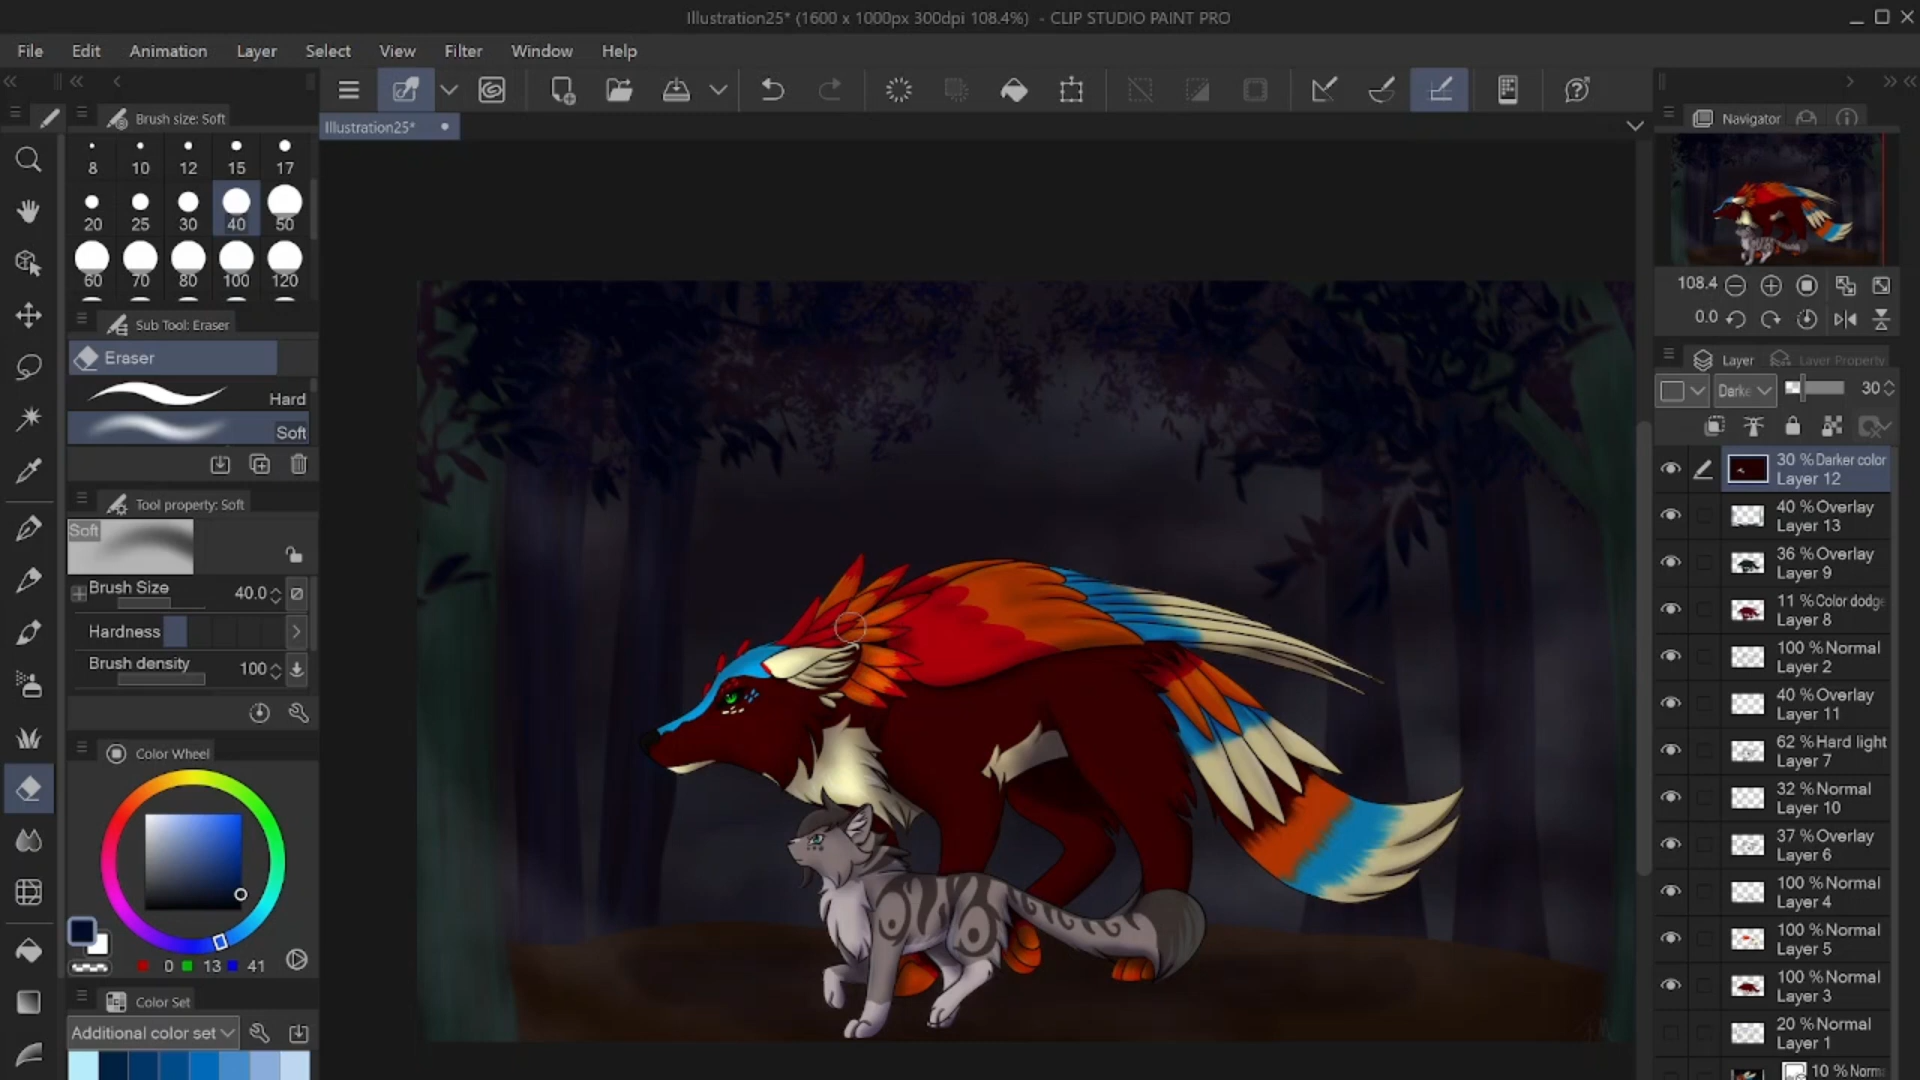 Illustration25* (1600 x 1000px 300dpi 108.4%) - CLIP STUDIO PAINT PRO
File Edit Animation Layer Select View Filter Window Help
Brush size: Soft
Illustration25*
Navigator
8 10 12 15 17
20 25 30 40 50
60 70 80 100 120
108.4
0.0
Sub Tool: Eraser
Eraser
Hard
Soft
Layer Layer Property
Darke 30
Tool property: Soft
Soft
Brush Size 40.0
Hardness
Brush density 100
Color Wheel
0 13 41
Color Set
Additional color set
30 % Darker color
Layer 12
40 % Overlay
Layer 13
36 % Overlay
Layer 9
11 % Color dodge
Layer 8
100 % Normal
Layer 2
40 % Overlay
Layer 11
62 % Hard light
Layer 7
32 % Normal
Layer 10
37 % Overlay
Layer 6
100 % Normal
Layer 4
100 % Normal
Layer 5
100 % Normal
Layer 3
20 % Normal
Layer 1
10 % Norm